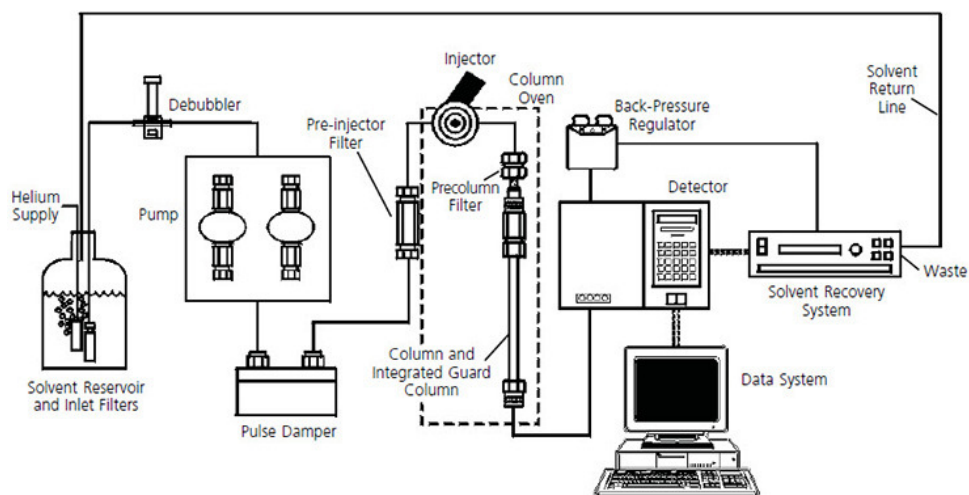 Injector
Column
Oven
Solvent
Return
Line
Debubbler
Back-Pressure
Regulator
Pre-injector
Filter
Helium
Supply
Pump
Precolumn
Filter
Detector
Waste
Solvent Recovery
System
Column and
Integrated Guard
Column
Data System
Solvent Reservoir
and Inlet Filters
Pulse Damper